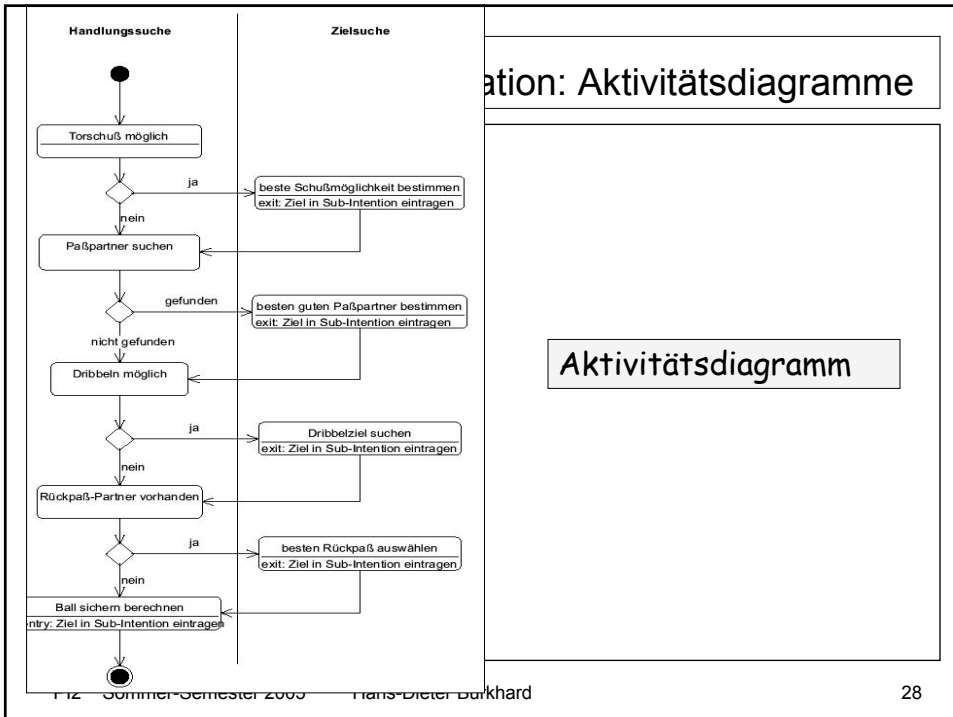 Handlungssuche
Zielsuche
ation: Aktivitätsdiagramme
Torschuß möglich
ja
beste Schußmöglichkeit bestimmen
exit: Ziel in Sub-Intention eintragen
nein
Paßpartner suchen
gefunden
besten guten Paßpartner bestimmen
exit: Ziel in Sub-Intention eintragen
nicht gefunden
Dribbeln möglich
Aktivitätsdiagramm
ja
Dribbelziel suchen
exit: Ziel in Sub-Intention eintragen
nein
Rückpaß-Partner vorhanden
ja
besten Rückpaß auswählen
exit: Ziel in Sub-Intention eintragen
nein
Ball sichern berechnen
entry: Ziel in Sub-Intention eintragen
PI2 Sommer-Semester 2005 Hans-Dieter Burkhard 28